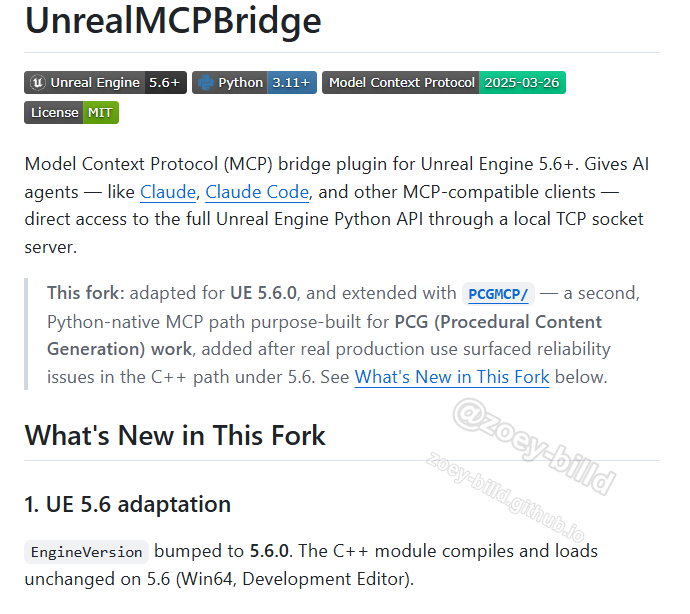 UnrealMCPBridge
Unreal Engine 5.6+ Python 3.11+ Model Context Protocol 2025-03-26
License MIT
Model Context Protocol (MCP) bridge plugin for Unreal Engine 5.6+. Gives AI
agents — like Claude, Claude Code, and other MCP-compatible clients —
direct access to the full Unreal Engine Python API through a local TCP socket
server.
This fork: adapted for UE 5.6.0, and extended with PCGMCP/ — a second,
Python-native MCP path purpose-built for PCG (Procedural Content
Generation) work, added after real production use surfaced reliability
issues in the C++ path under 5.6. See What's New in This Fork below.
@zoey-billd
zoey-billd.github.io
What's New in This Fork
1. UE 5.6 adaptation
EngineVersion bumped to 5.6.0. The C++ module compiles and loads
unchanged on 5.6 (Win64, Development Editor).